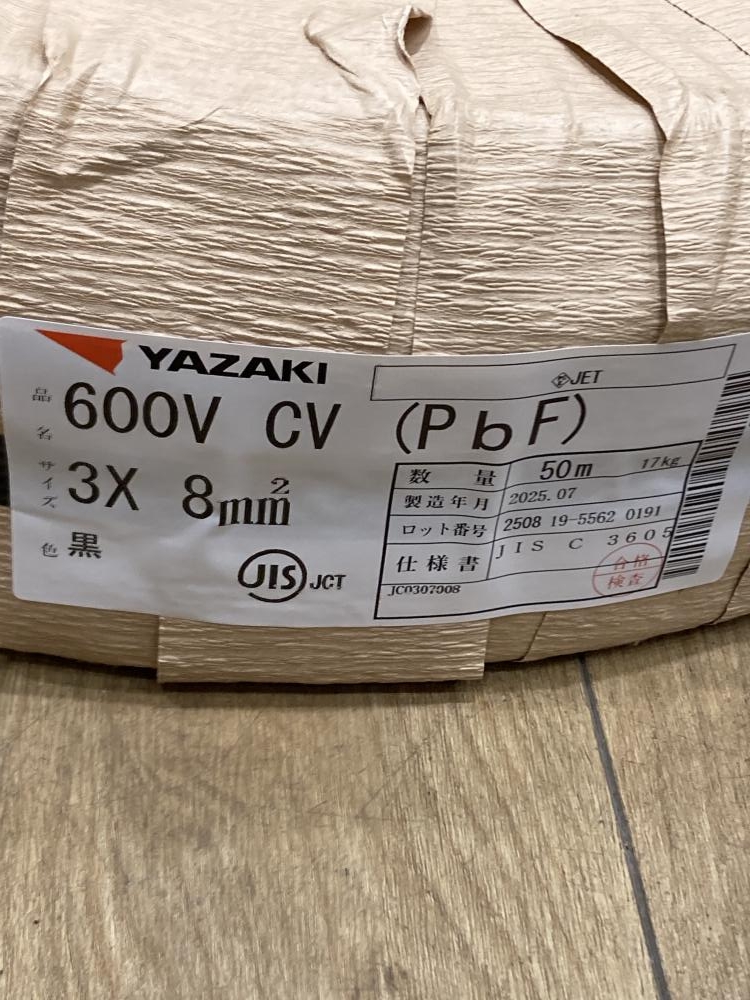 YAZAKI
<PS>E JET
品名 600V CV (PbF)
サイズ 3X 8mm²
色 黒
JIS JCT
数量 50m 17kg
製造年月 2025.07
ロット番号 2508 19-5562 0191
仕様書 JIS C 3605
JC0307008
合格
検査